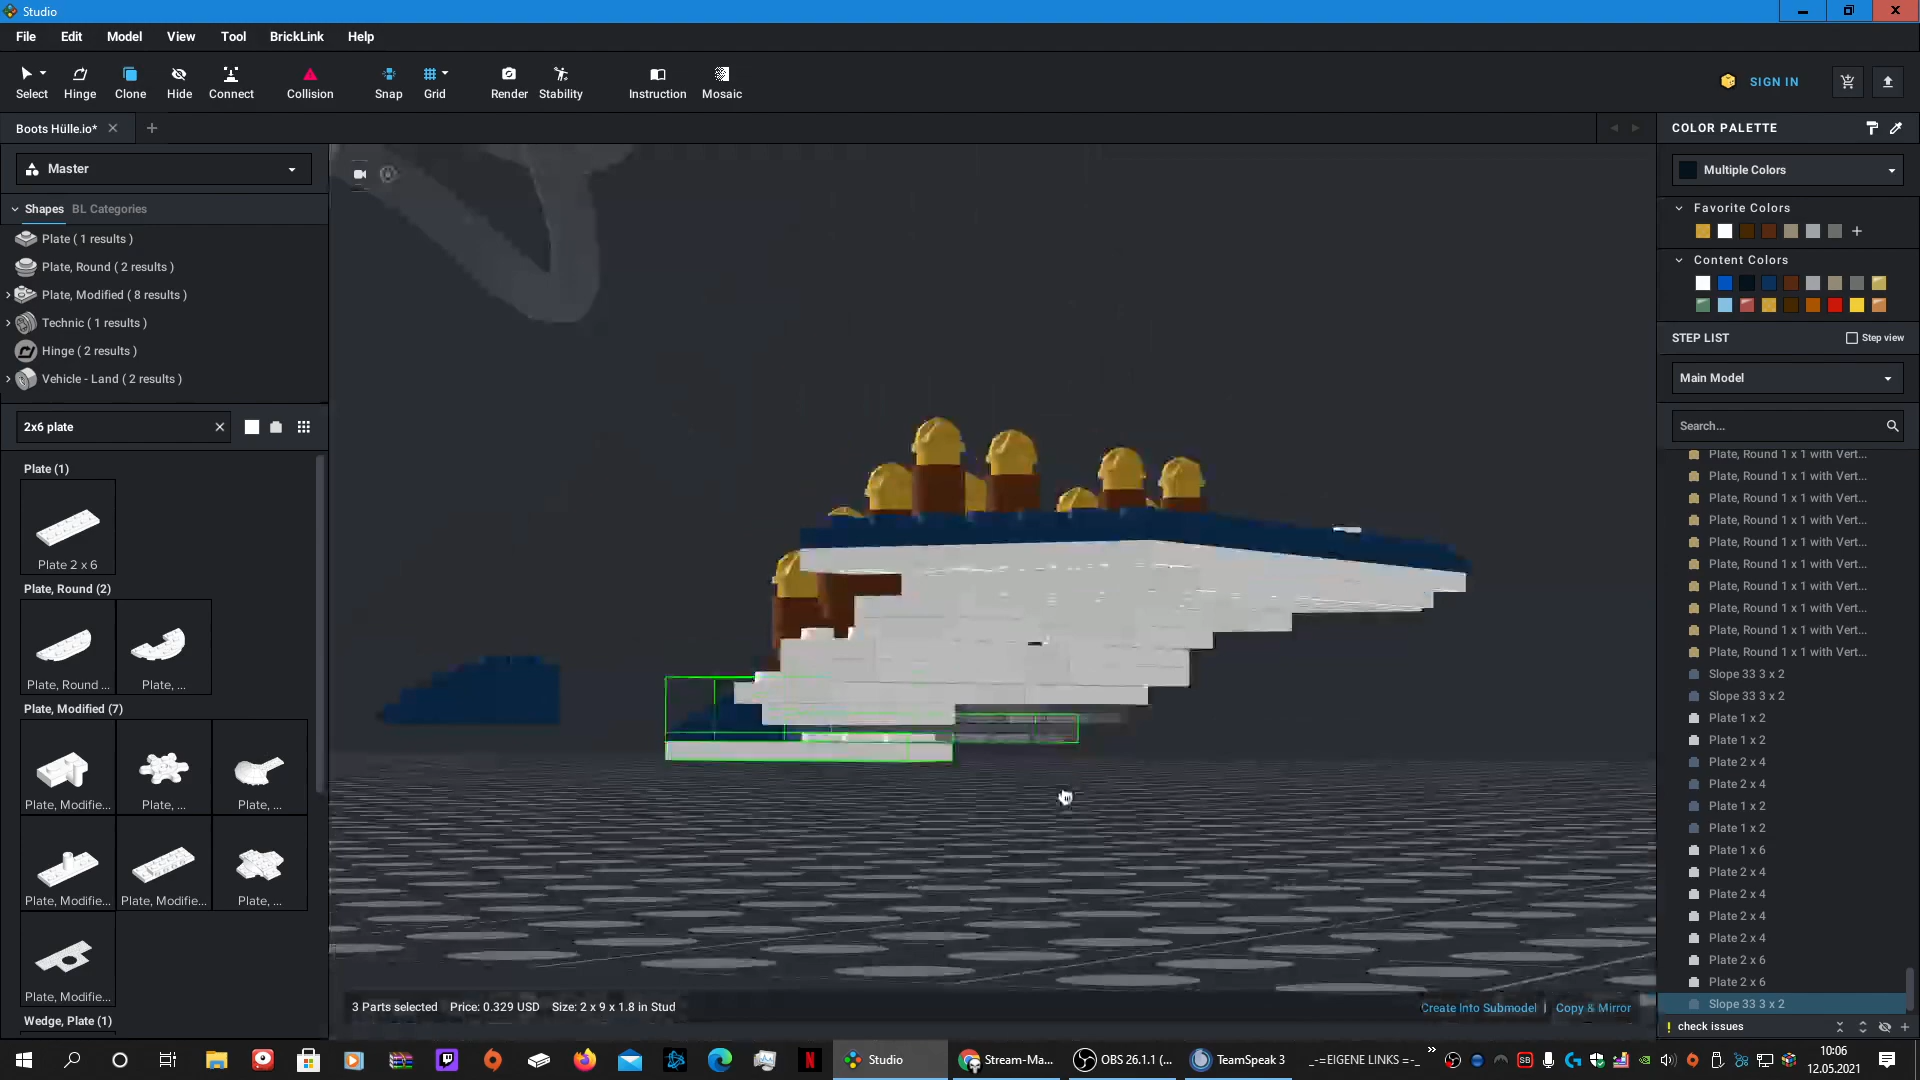 Studio
File Edit Model View Tool BrickLink Help
Select Hinge Clone Hide Connect Collision Snap Grid Render Stability Instruction Mosaic
SIGN IN
Boots Hülle.io*
COLOR PALETTE
Master
Multiple Colors
Shapes BL Categories
Favorite Colors
Plate ( 1 results )
Plate, Round ( 2 results )
Content Colors
Plate, Modified ( 8 results )
Technic ( 1 results )
STEP LIST
Step view
Hinge ( 2 results )
Vehicle - Land ( 2 results )
Main Model
2x6 plate
Search...
Plate (1)
Plate 2 x 6
Plate, Round (2)
Plate, Round ...
Plate, ...
Plate, Modified (7)
Plate, Modifie...
Plate, ...
Plate, ...
Plate, Modifie...
Plate, Modifie...
Plate, ...
Plate, Modifie...
Wedge, Plate (1)
Plate, Round 1 x 1 with Vert...
Plate, Round 1 x 1 with Vert...
Plate, Round 1 x 1 with Vert...
Plate, Round 1 x 1 with Vert...
Plate, Round 1 x 1 with Vert...
Plate, Round 1 x 1 with Vert...
Plate, Round 1 x 1 with Vert...
Plate, Round 1 x 1 with Vert...
Plate, Round 1 x 1 with Vert...
Plate, Round 1 x 1 with Vert...
Slope 33 3 x 2
Slope 33 3 x 2
Plate 1 x 2
Plate 1 x 2
Plate 2 x 4
Plate 2 x 4
Plate 1 x 2
Plate 1 x 2
Plate 1 x 6
Plate 2 x 4
Plate 2 x 4
Plate 2 x 4
Plate 2 x 4
Plate 2 x 6
Plate 2 x 6
Slope 33 3 x 2
check issues
3 Parts selected Price: 0.329 USD Size: 2 x 9 x 1.8 in Stud
Create Into Submodel | Copy & Mirror
Studio
Stream-Ma...
OBS 26.1.1 (...
TeamSpeak 3
_-=EIGENE LINKS =-_
10:06
12.05.2021